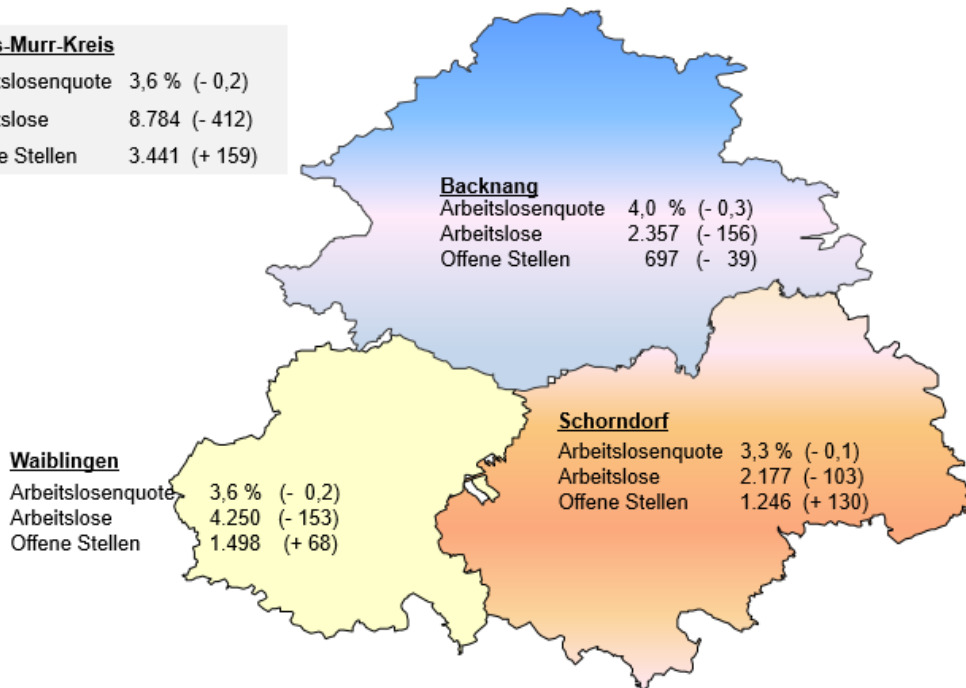 s-Murr-Kreis
tslosenquote 3,6 % (- 0,2)
tslose 8.784 (- 412)
e Stellen 3.441 (+ 159)
Backnang
Arbeitslosenquote 4,0 % (- 0,3)
Arbeitslose 2.357 (- 156)
Offene Stellen 697 (- 39)
Schorndorf
Arbeitslosenquote 3,3 % (- 0,1)
Arbeitslose 2.177 (- 103)
Offene Stellen 1.246 (+ 130)
Waiblingen
Arbeitslosenquote 3,6 % (- 0,2)
Arbeitslose 4.250 (- 153)
Offene Stellen 1.498 (+ 68)